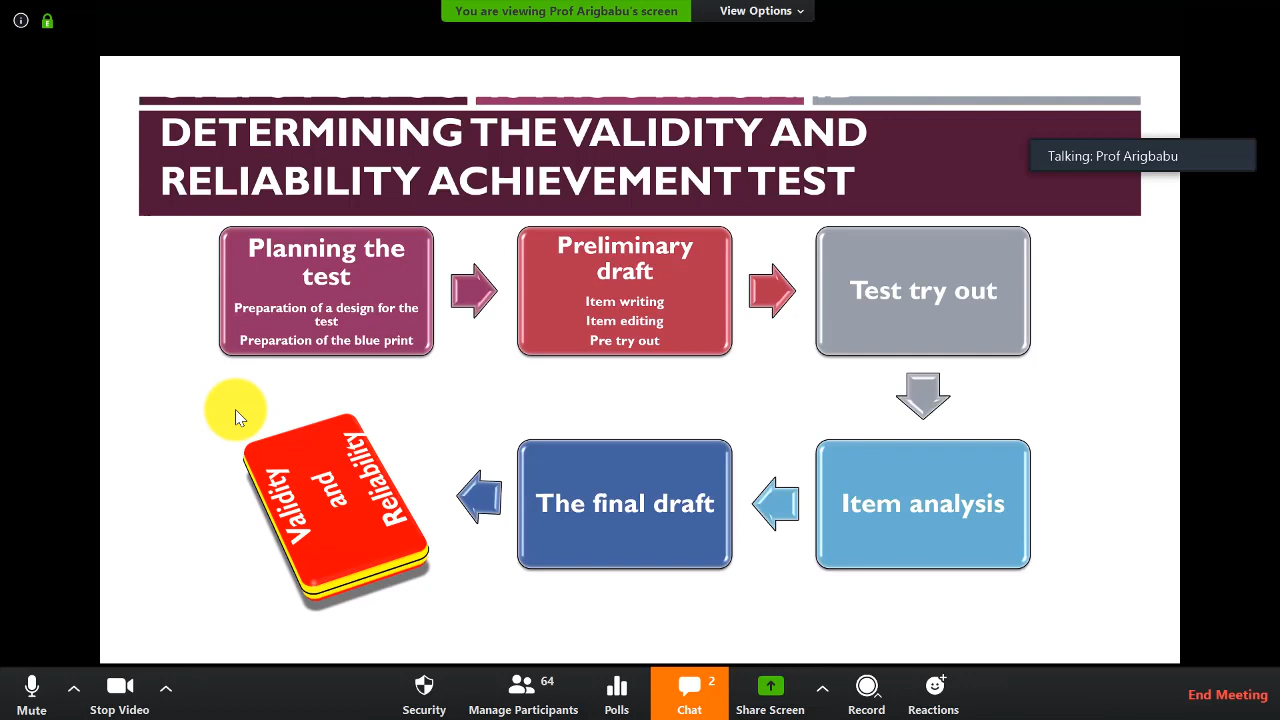 You are viewing Prof Arigbabu's screen
View Options
DETERMINING THE VALIDITY AND
RELIABILITY ACHIEVEMENT TEST
Talking: Prof Arigbabu
Planning the
test
Preparation of a design for the
test
Preparation of the blue print
Preliminary
draft
Item writing
Item editing
Pre try out
Test try out
Item analysis
The final draft
Validity
and
Reliability
Mute
Stop Video
Security
64
Manage Participants
Polls
2
Chat
Share Screen
Record
Reactions
End Meeting